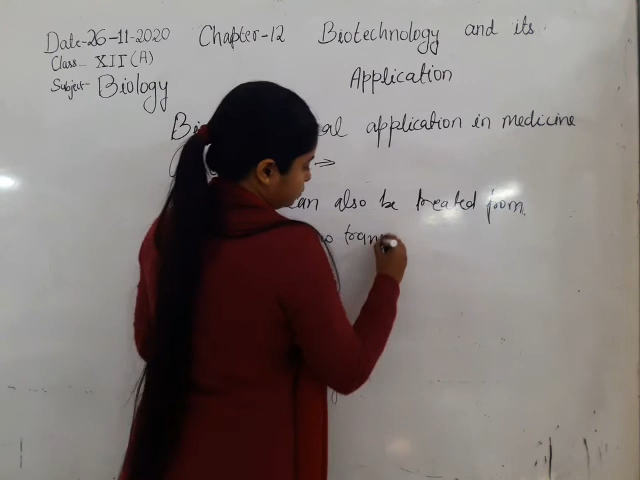 Date-26-11-2020 Chapter-12 Biotechnology and its
Class- XII (A)
Subject- Biology Application
application in medicine
→
can also be treated from